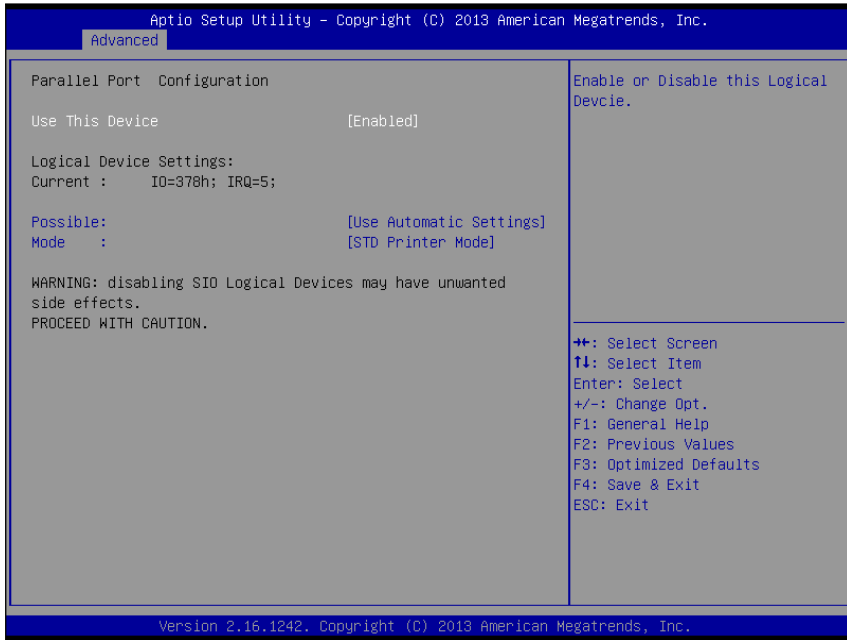 Aptio Setup Utility – Copyright (C) 2013 American Megatrends, Inc.
Advanced
Parallel Port Configuration
Use This Device [Enabled]
Logical Device Settings:
Current : IO=378h; IRQ=5;
Possible: [Use Automatic Settings]
Mode : [STD Printer Mode]
WARNING: disabling SIO Logical Devices may have unwanted
side effects.
PROCEED WITH CAUTION.
Enable or Disable this Logical
Devcie.
→←: Select Screen
↑↓: Select Item
Enter: Select
+/-: Change Opt.
F1: General Help
F2: Previous Values
F3: Optimized Defaults
F4: Save & Exit
ESC: Exit
Version 2.16.1242. Copyright (C) 2013 American Megatrends, Inc.